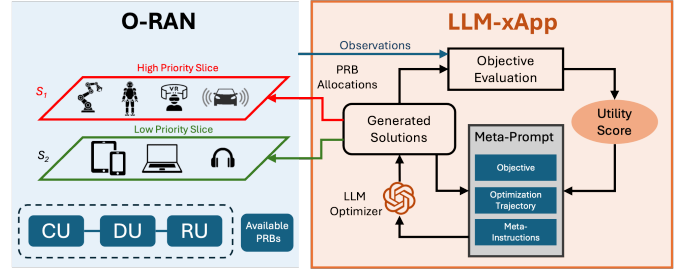 O-RAN
High Priority Slice
S1
VR
Low Priority Slice
S2
CU
DU
RU
Available
PRBs
LLM-xApp
Observations
PRB
Allocations
Objective
Evaluation
Generated
Solutions
Utility
Score
Meta-Prompt
Objective
Optimization
Trajectory
Meta-
Instructions
LLM
Optimizer